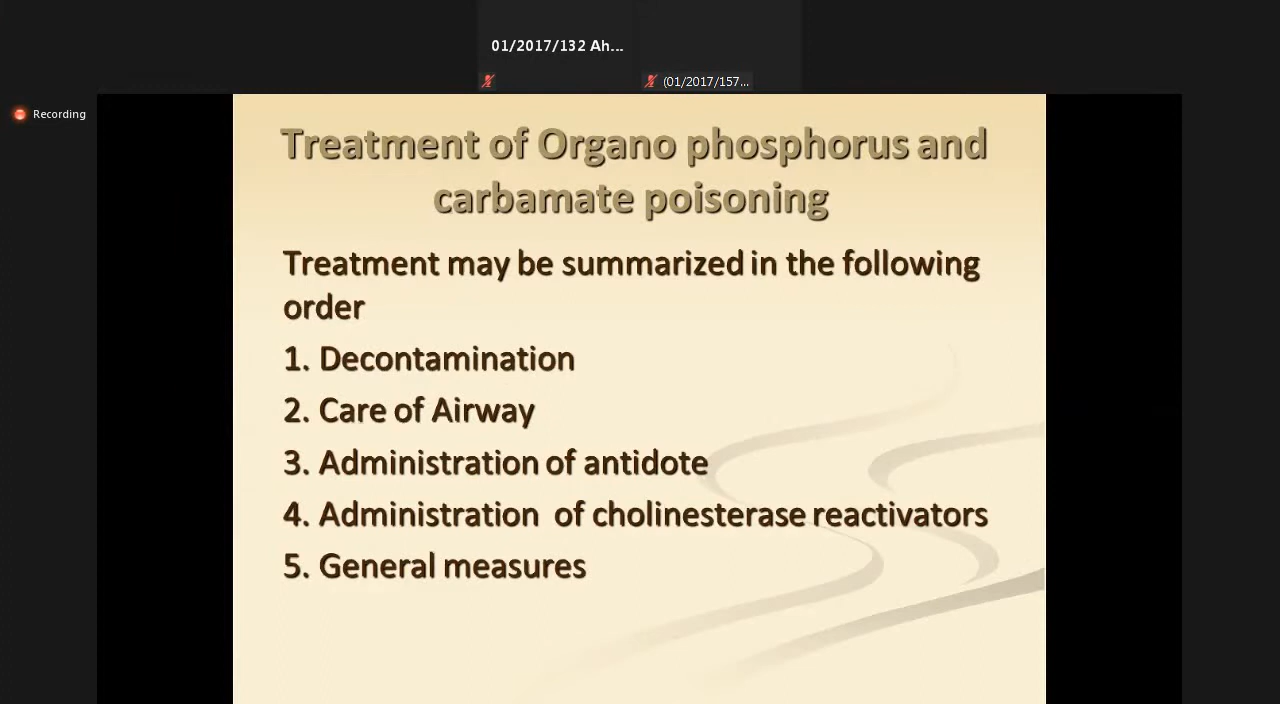 01/2017/132 Ah...
(01/2017/157...
Recording
Treatment of Organo phosphorus and
carbamate poisoning
Treatment may be summarized in the following
order
1. Decontamination
2. Care of Airway
3. Administration of antidote
4. Administration of cholinesterase reactivators
5. General measures